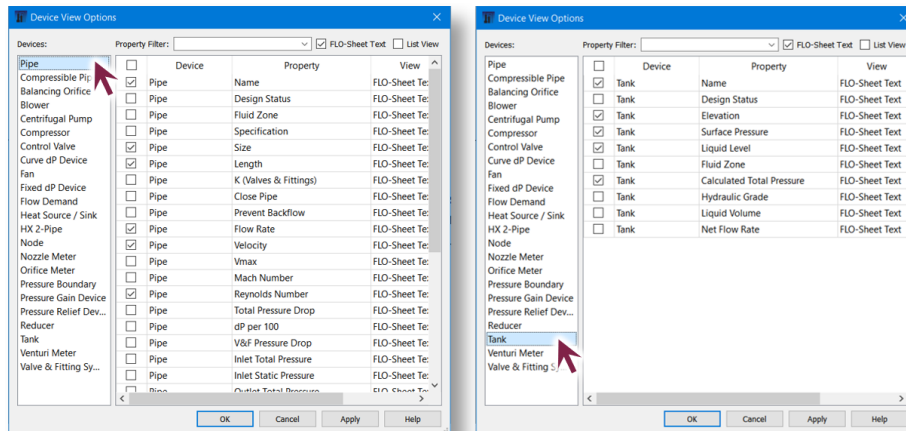 Device View Options
Devices:
Property Filter:
FLO-Sheet Text
List View
Pipe
Compressible
Balancing Orifice
Blower
Centrifugal Pump
Compressor
Control Valve
Curve dP Device
Fan
Fixed dP Device
Flow Demand
Heat Source / Sink
HX 2-Pipe
Node
Nozzle Meter
Orifice Meter
Pressure Boundary
Pressure Gain Device
Pressure Relief Dev...
Reducer
Tank
Venturi Meter
Valve & Fitting Sy...
Device Property View
Pipe Name FLO-Sheet Te
Pipe Design Status FLO-Sheet Te
Pipe Fluid Zone FLO-Sheet Te
Pipe Specification FLO-Sheet Te
Pipe Size FLO-Sheet Te
Pipe Length FLO-Sheet Te
Pipe K (Valves & Fittings) FLO-Sheet Te
Pipe Close Pipe FLO-Sheet Te
Pipe Prevent Backflow FLO-Sheet Te
Pipe Flow Rate FLO-Sheet Te
Pipe Velocity FLO-Sheet Te
Pipe Vmax FLO-Sheet Te
Pipe Mach Number FLO-Sheet Te
Pipe Reynolds Number FLO-Sheet Te
Pipe Total Pressure Drop FLO-Sheet Te
Pipe dP per 100 FLO-Sheet Te
Pipe V&F Pressure Drop FLO-Sheet Te
Pipe Inlet Total Pressure FLO-Sheet Te
Pipe Inlet Static Pressure FLO-Sheet Te
Pipe Outlet Total Pressure FLO-Sheet Te
OK Cancel Apply Help
Device View Options
Devices:
Property Filter:
FLO-Sheet Text
List View
Pipe
Compressible Pipe
Balancing Orifice
Blower
Centrifugal Pump
Compressor
Control Valve
Curve dP Device
Fan
Fixed dP Device
Flow Demand
Heat Source / Sink
HX 2-Pipe
Node
Nozzle Meter
Orifice Meter
Pressure Boundary
Pressure Gain Device
Pressure Relief Dev...
Reducer
Tank
Venturi Meter
Valve & Fitting
Device Property View
Tank Name FLO-Sheet Text
Tank Design Status FLO-Sheet Text
Tank Elevation FLO-Sheet Text
Tank Surface Pressure FLO-Sheet Text
Tank Liquid Level FLO-Sheet Text
Tank Fluid Zone FLO-Sheet Text
Tank Calculated Total Pressure FLO-Sheet Text
Tank Hydraulic Grade FLO-Sheet Text
Tank Liquid Volume FLO-Sheet Text
Tank Net Flow Rate FLO-Sheet Text
OK Cancel Apply Help